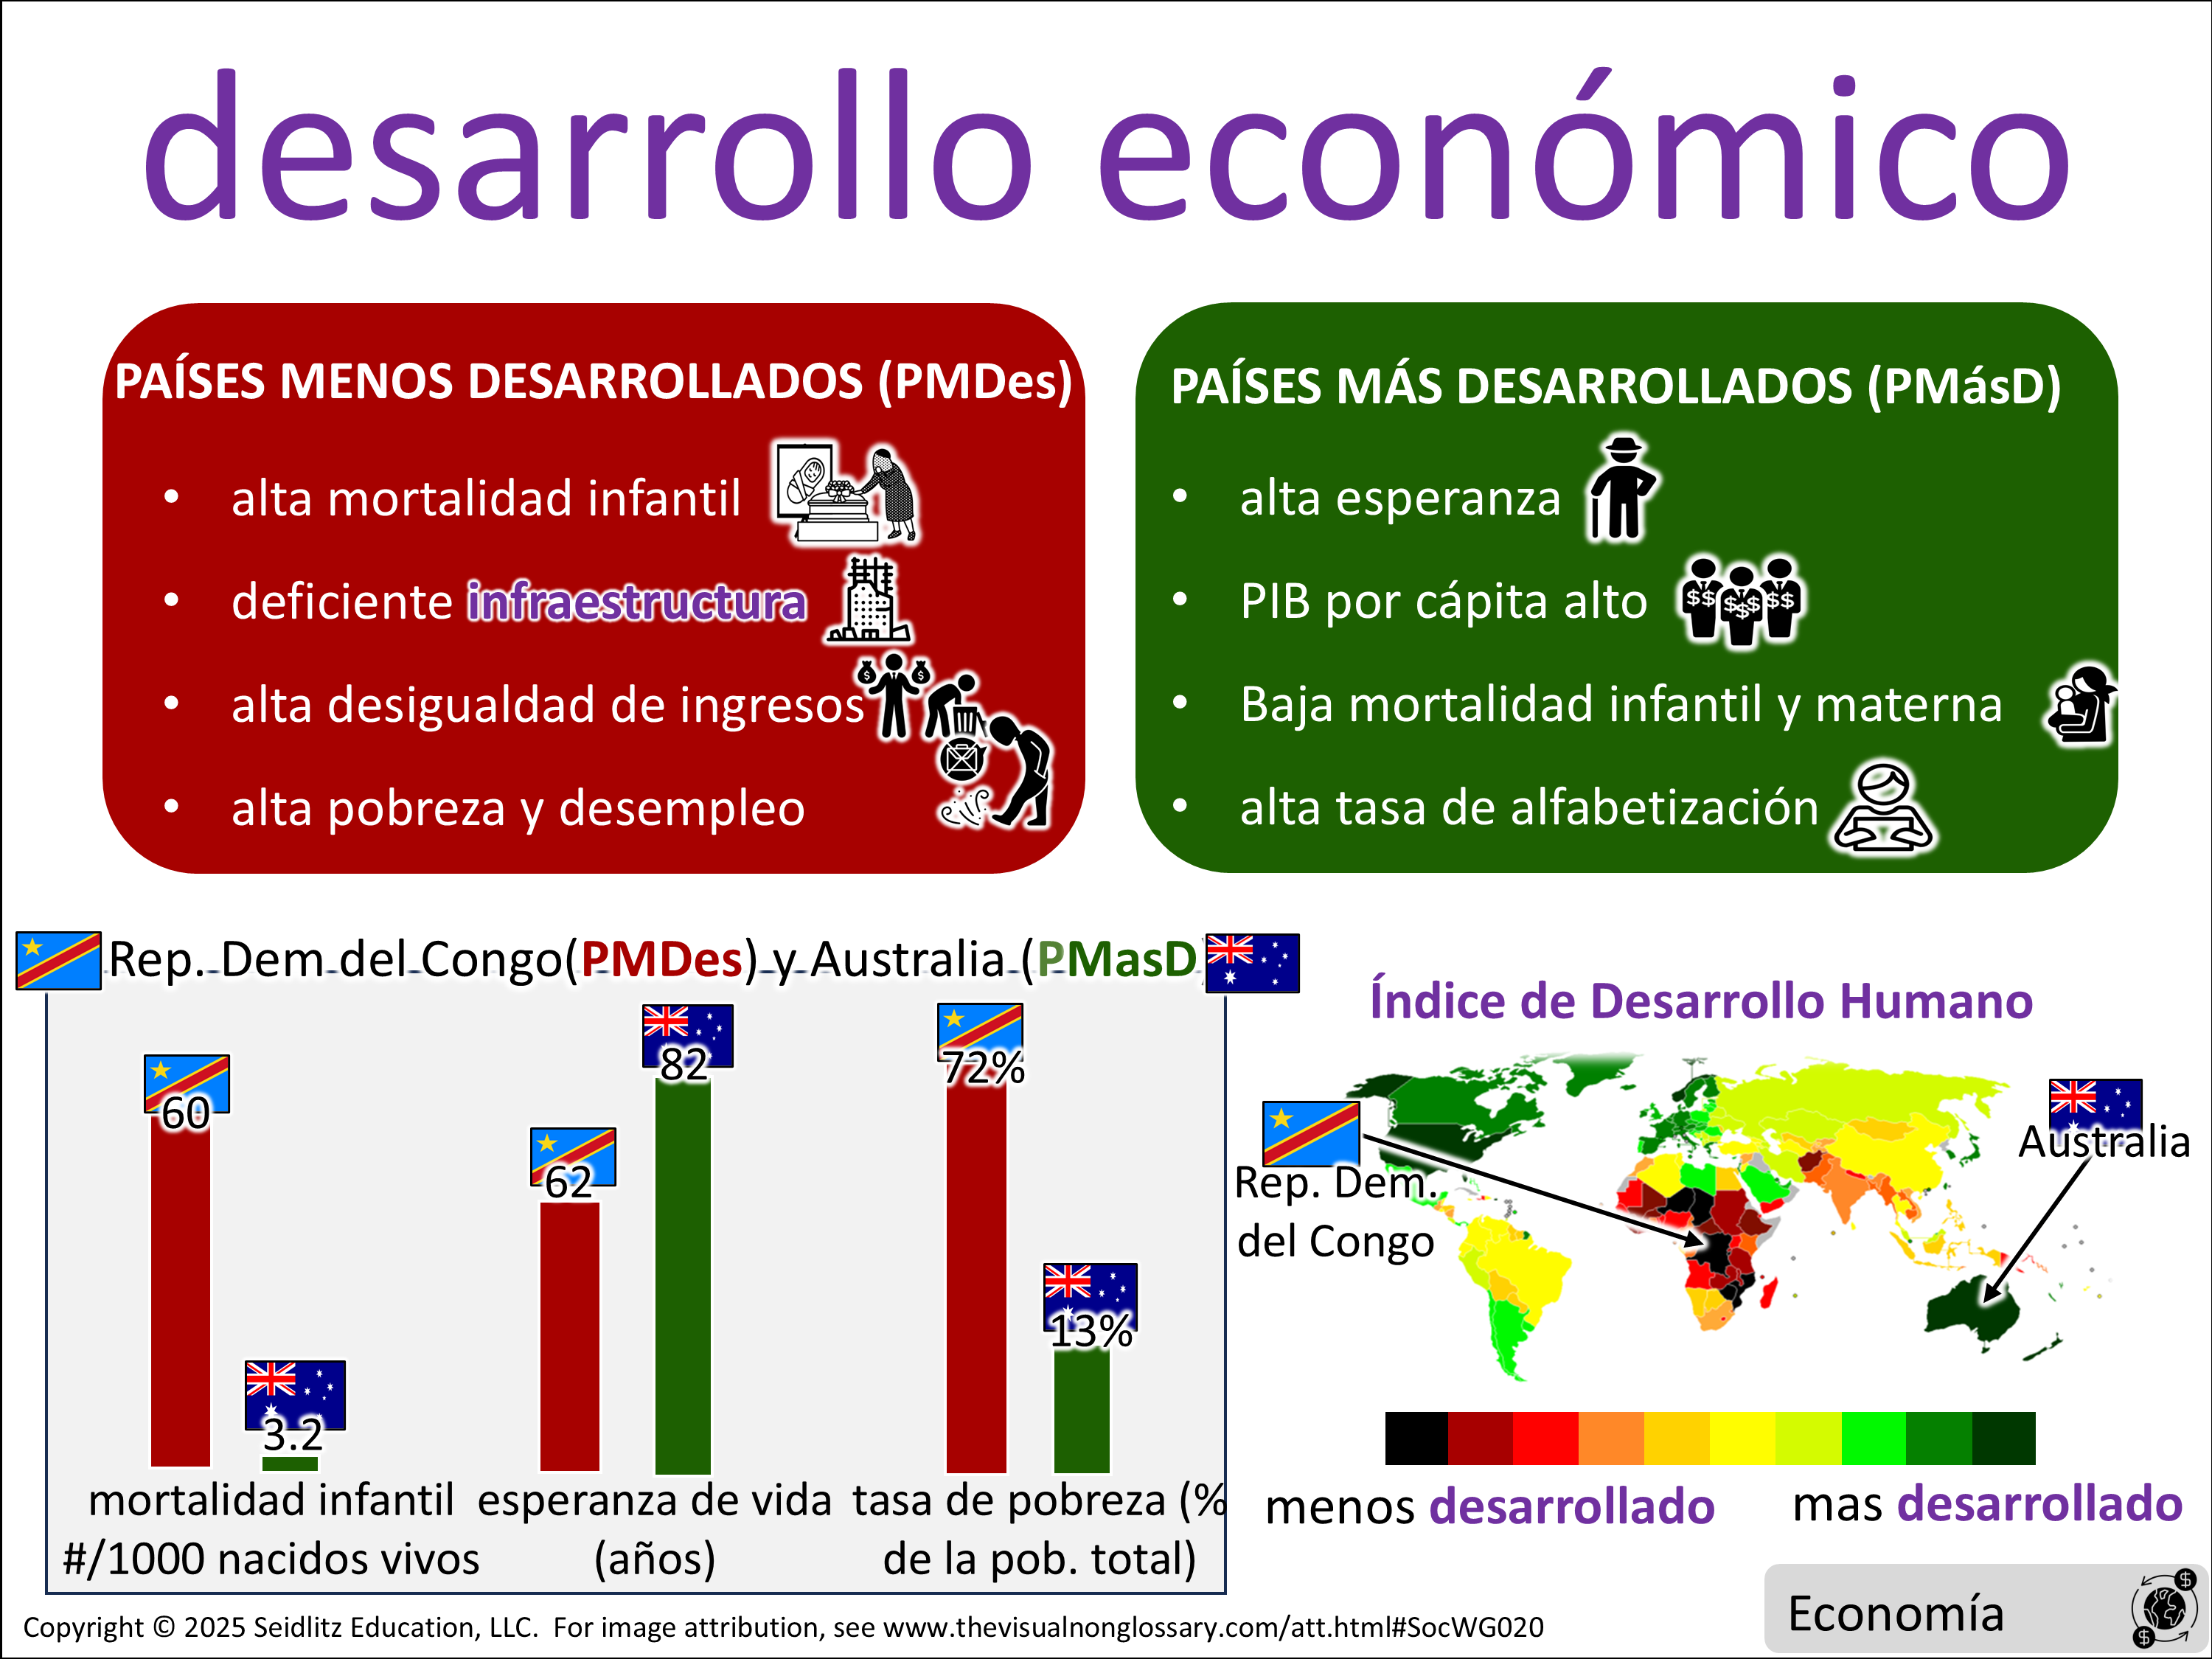 desarrollo económico
PAÍSES MENOS DESARROLLADOS (PMDes)
• alta mortalidad infantil
• deficiente infraestructura
• alta desigualdad de ingresos
• alta pobreza y desempleo
PAÍSES MÁS DESARROLLADOS (PMásD)
• alta esperanza
• PIB por cápita alto
$$ $$$ $$
• Baja mortalidad infantil y materna
• alta tasa de alfabetización
Rep. Dem del Congo(PMDes) y Australia (PMasD
60
3.2
62
82
72%
13%
mortalidad infantil
#/1000 nacidos vivos
esperanza de vida
(años)
tasa de pobreza (%
de la pob. total)
Índice de Desarrollo Humano
Rep. Dem.
del Congo
Australia
menos desarrollado
mas desarrollado
Economía
Copyright © 2025 Seidlitz Education, LLC. For image attribution, see www.thevisualnonglossary.com/att.html#SocWG020